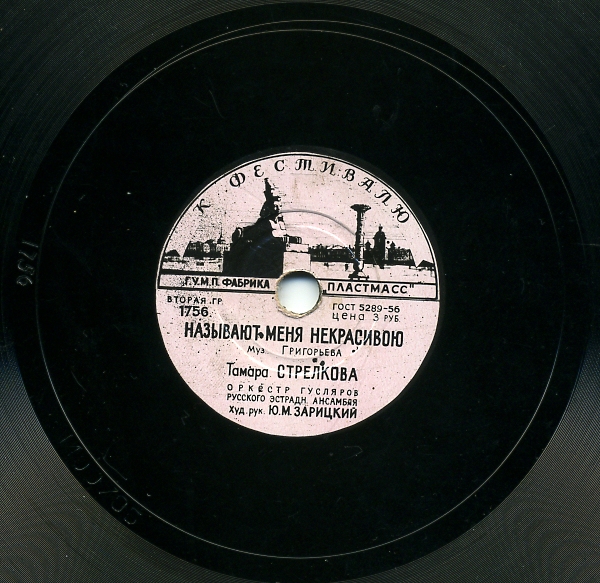 К ФЕСТИВАЛЮ
Г.У.М.П. ФАБРИКА „ПЛАСТМАСС"
ВТОРАЯ ГР.
1756
ГОСТ 5289-56
цена 3 РУБ.
НАЗЫВАЮТ МЕНЯ НЕКРАСИВОЮ
Муз. ГРИГОРЬЕВА
Тамара СТРЕЛКОВА
ОРКЕСТР ГУСЛЯРОВ
РУССКОГО ЭСТРАДН. АНСАМБЛЯ
Худ. рук. Ю.М. ЗАРИЦКИЙ
1756